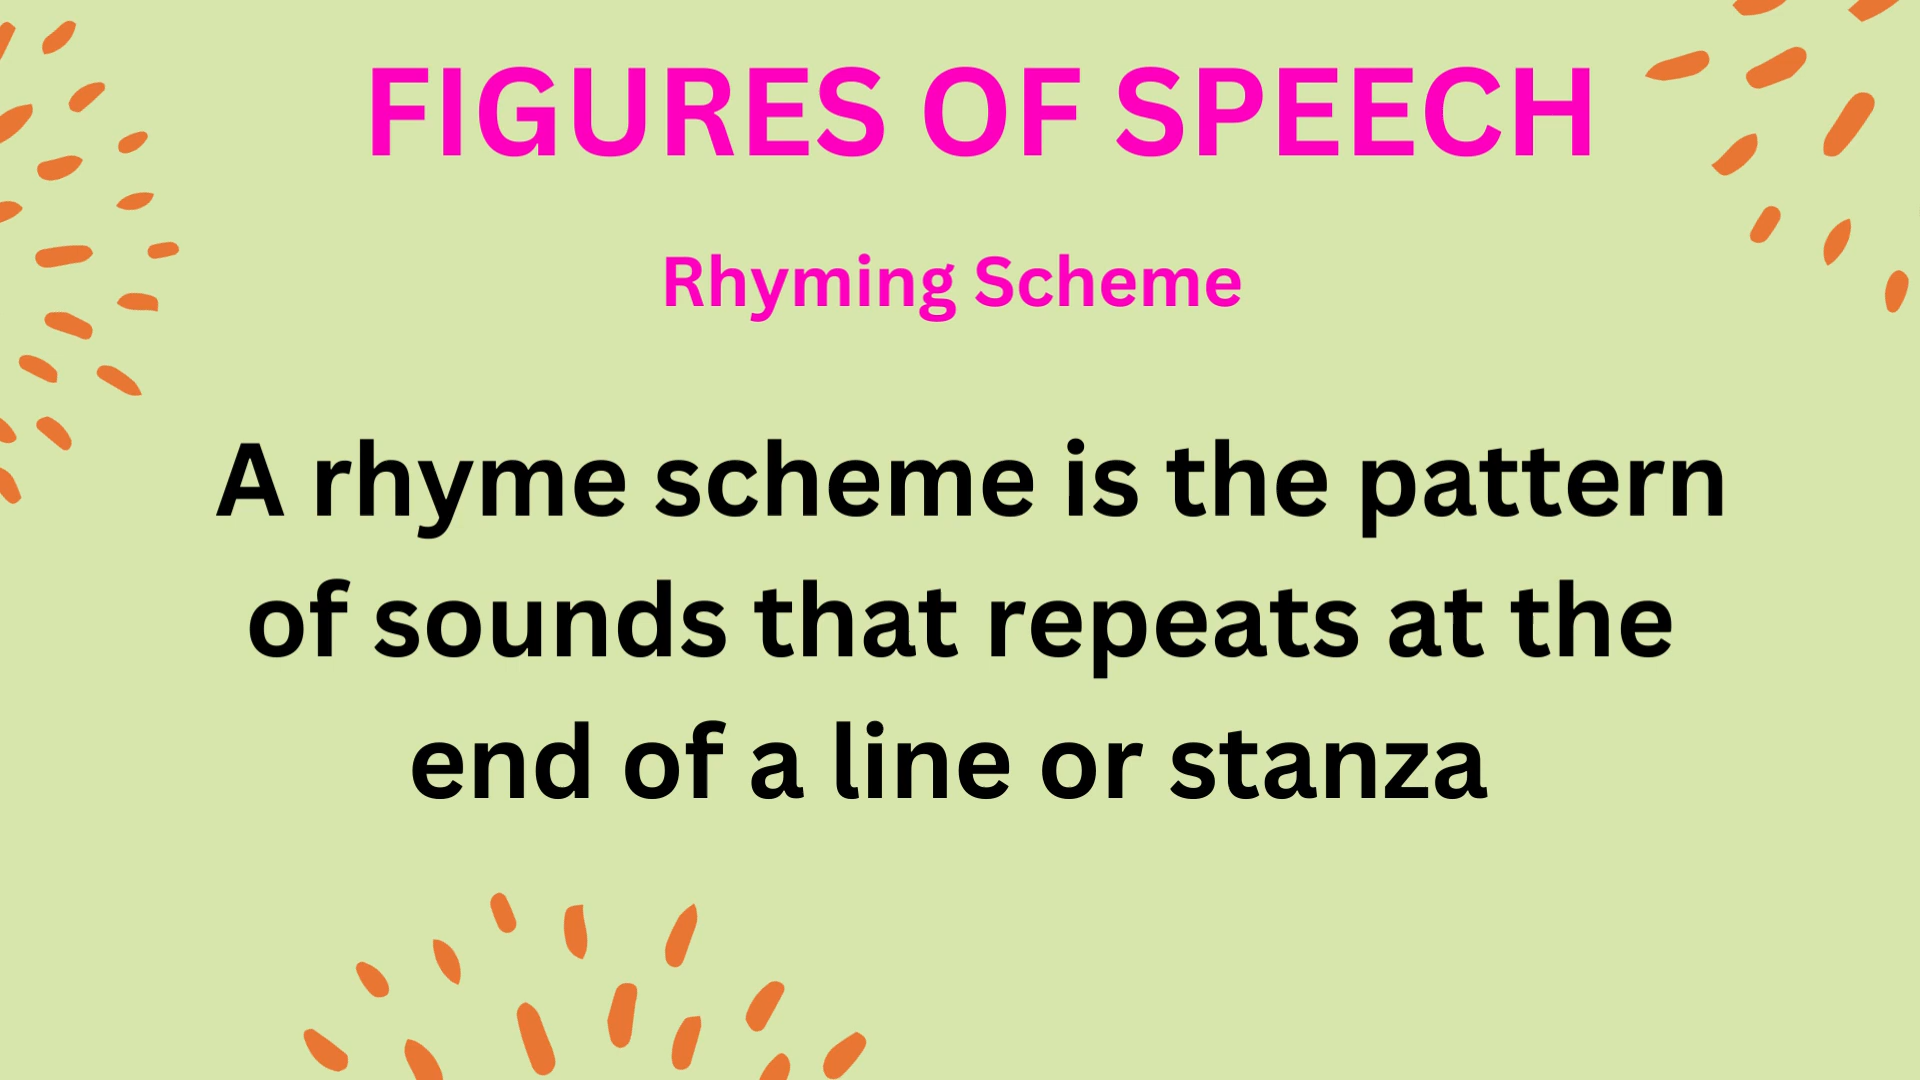 FIGURES OF SPEECH
Rhyming Scheme
A rhyme scheme is the pattern
of sounds that repeats at the
end of a line or stanza